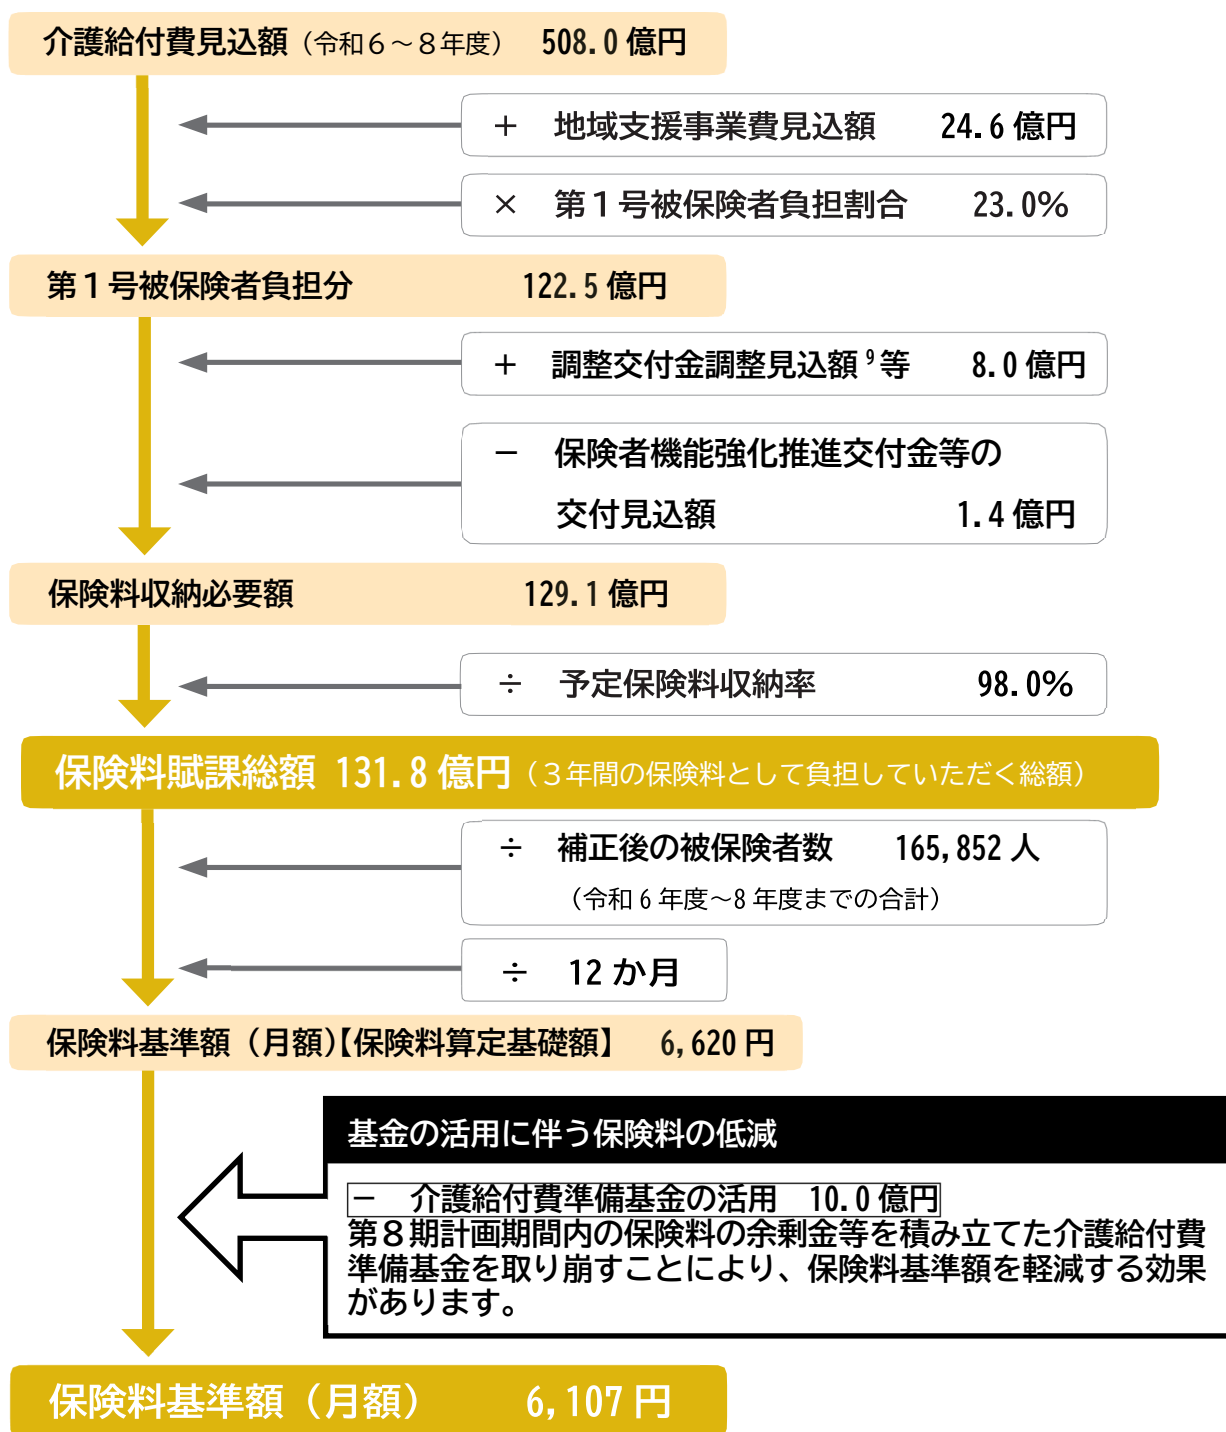 介護給付費見込額（令和６～８年度） 508.0 億円
＋ 地域支援事業費見込額 24.6 億円
× 第１号被保険者負担割合 23.0%
第１号被保険者負担分 122.5 億円
＋ 調整交付金調整見込額⁹等 8.0 億円
－ 保険者機能強化推進交付金等の
交付見込額 1.4 億円
保険料収納必要額 129.1 億円
÷ 予定保険料収納率 98.0%
保険料賦課総額 131.8 億円（３年間の保険料として負担していただく総額）
÷ 補正後の被保険者数 165,852 人
（令和 6 年度～8 年度までの合計）
÷ 12 か月
保険料基準額（月額）【保険料算定基礎額】 6,620 円
基金の活用に伴う保険料の低減
－ 介護給付費準備基金の活用 10.0 億円
第８期計画期間内の保険料の余剰金等を積み立てた介護給付費
準備基金を取り崩すことにより、保険料基準額を軽減する効果
があります。
保険料基準額（月額） 6,107 円